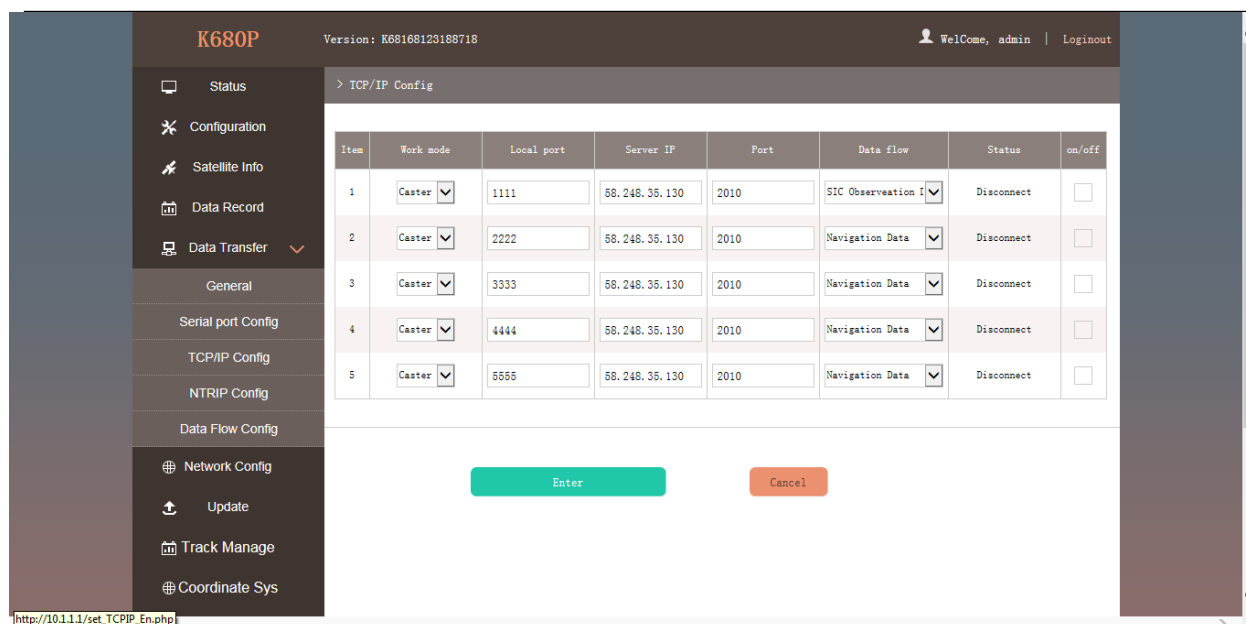 K680P
Version: K68168123188718
WelCome, admin | Loginout
Status
Configuration
Satellite Info
Data Record
Data Transfer
General
Serial port Config
TCP/IP Config
NTRIP Config
Data Flow Config
Network Config
Update
Track Manage
Coordinate Sys
> TCP/IP Config
Item Work mode Local port Server IP Port Data flow Status on/off
1 Caster 1111 58.248.35.130 2010 SIC Observeation Disconnect
2 Caster 2222 58.248.35.130 2010 Navigation Data Disconnect
3 Caster 3333 58.248.35.130 2010 Navigation Data Disconnect
4 Caster 4444 58.248.35.130 2010 Navigation Data Disconnect
5 Caster 5555 58.248.35.130 2010 Navigation Data Disconnect
Enter Cancel
http://10.1.1.1/set_TCPIP_En.php